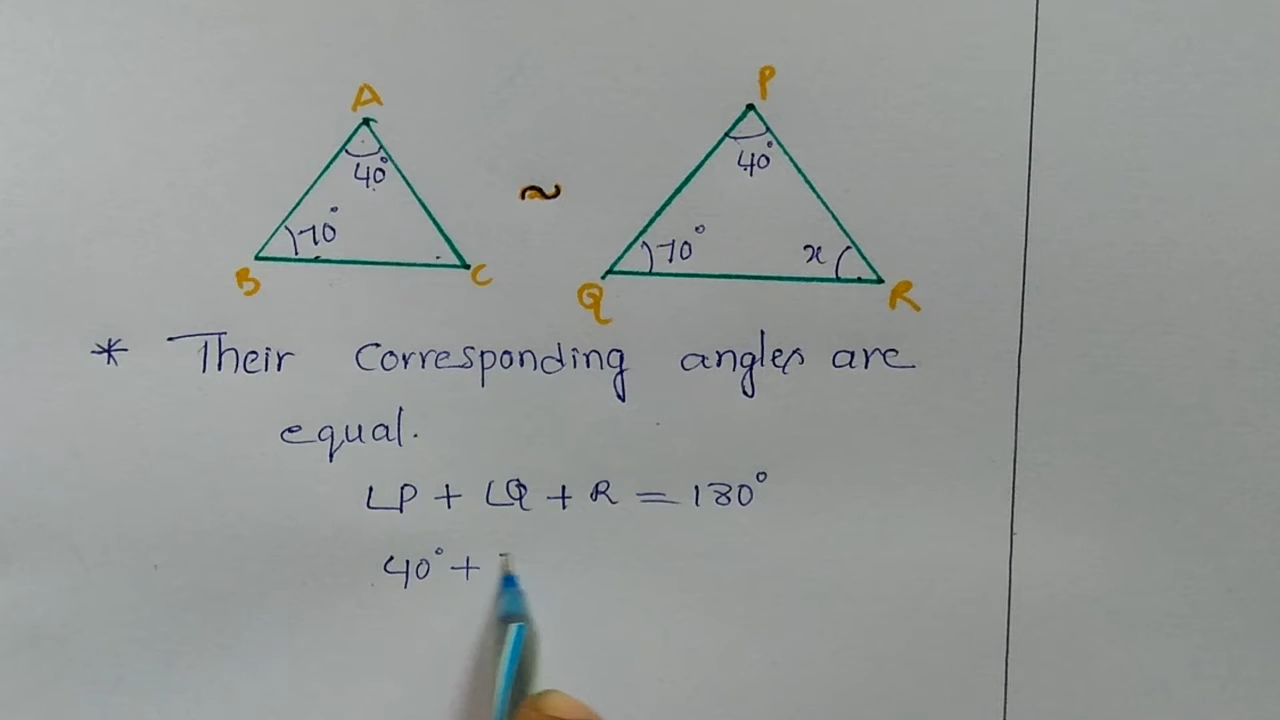 A P
40° ~ 40°
70° 70° x
B C Q R
* Their corresponding angles are
equal.
∠P + ∠Q + R = 180°
40° +